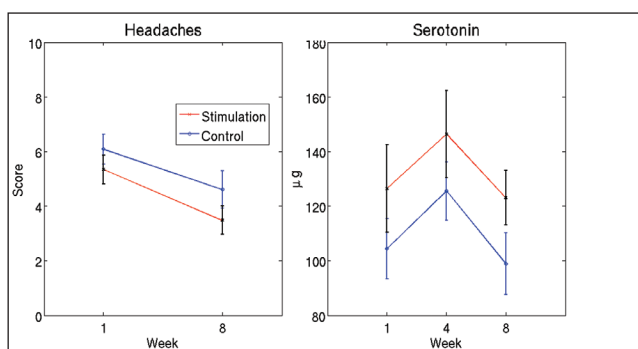 Headaches
Score
10
8
6
4
2
0
1
8
Week
Stimulation
Control
Serotonin
μg
180
160
140
120
100
80
1
4
8
Week